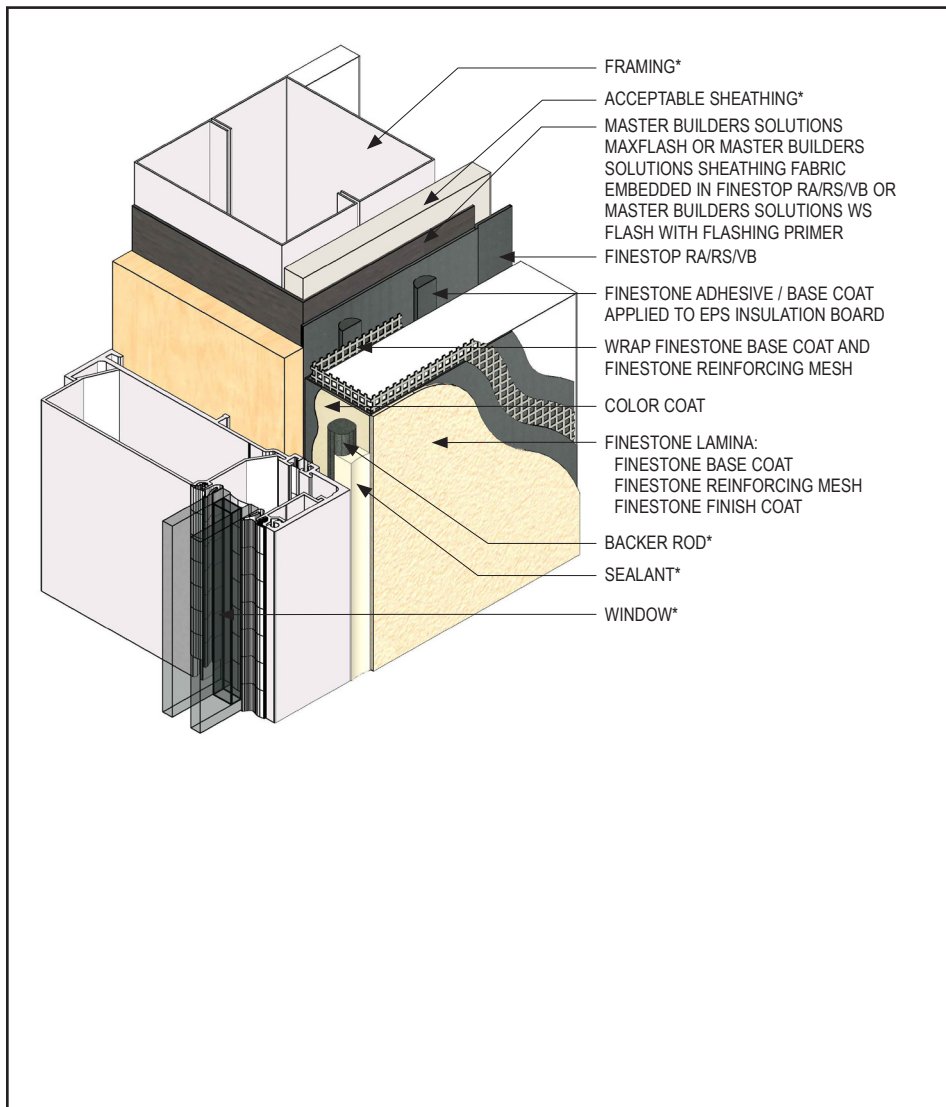 FRAMING*
ACCEPTABLE SHEATHING*
MASTER BUILDERS SOLUTIONS
MAXFLASH OR MASTER BUILDERS
SOLUTIONS SHEATHING FABRIC
EMBEDDED IN FINESTOP RA/RS/VB OR
MASTER BUILDERS SOLUTIONS WS
FLASH WITH FLASHING PRIMER
FINESTOP RA/RS/VB
FINESTONE ADHESIVE / BASE COAT
APPLIED TO EPS INSULATION BOARD
WRAP FINESTONE BASE COAT AND
FINESTONE REINFORCING MESH
COLOR COAT
FINESTONE LAMINA:
FINESTONE BASE COAT
FINESTONE REINFORCING MESH
FINESTONE FINISH COAT
BACKER ROD*
SEALANT*
WINDOW*